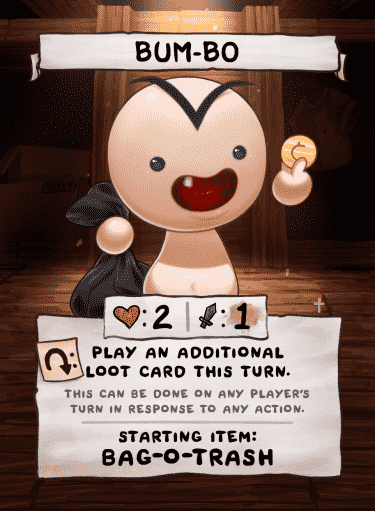 BUM-BO
:2 | :1
: PLAY AN ADDITIONAL
LOOT CARD THIS TURN.
THIS CAN BE DONE ON ANY PLAYER'S
TURN IN RESPONSE TO ANY ACTION.
STARTING ITEM:
BAG-O-TRASH